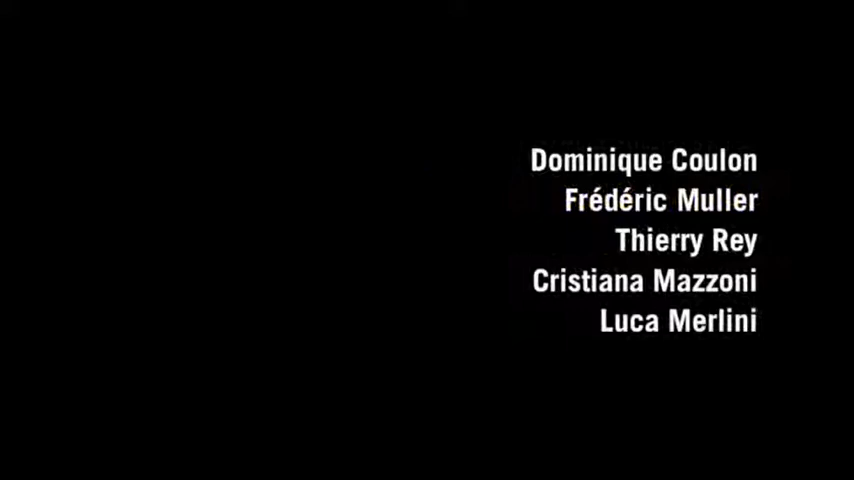 Dominique Coulon
Frédéric Muller
Thierry Rey
Cristiana Mazzoni
Luca Merlini